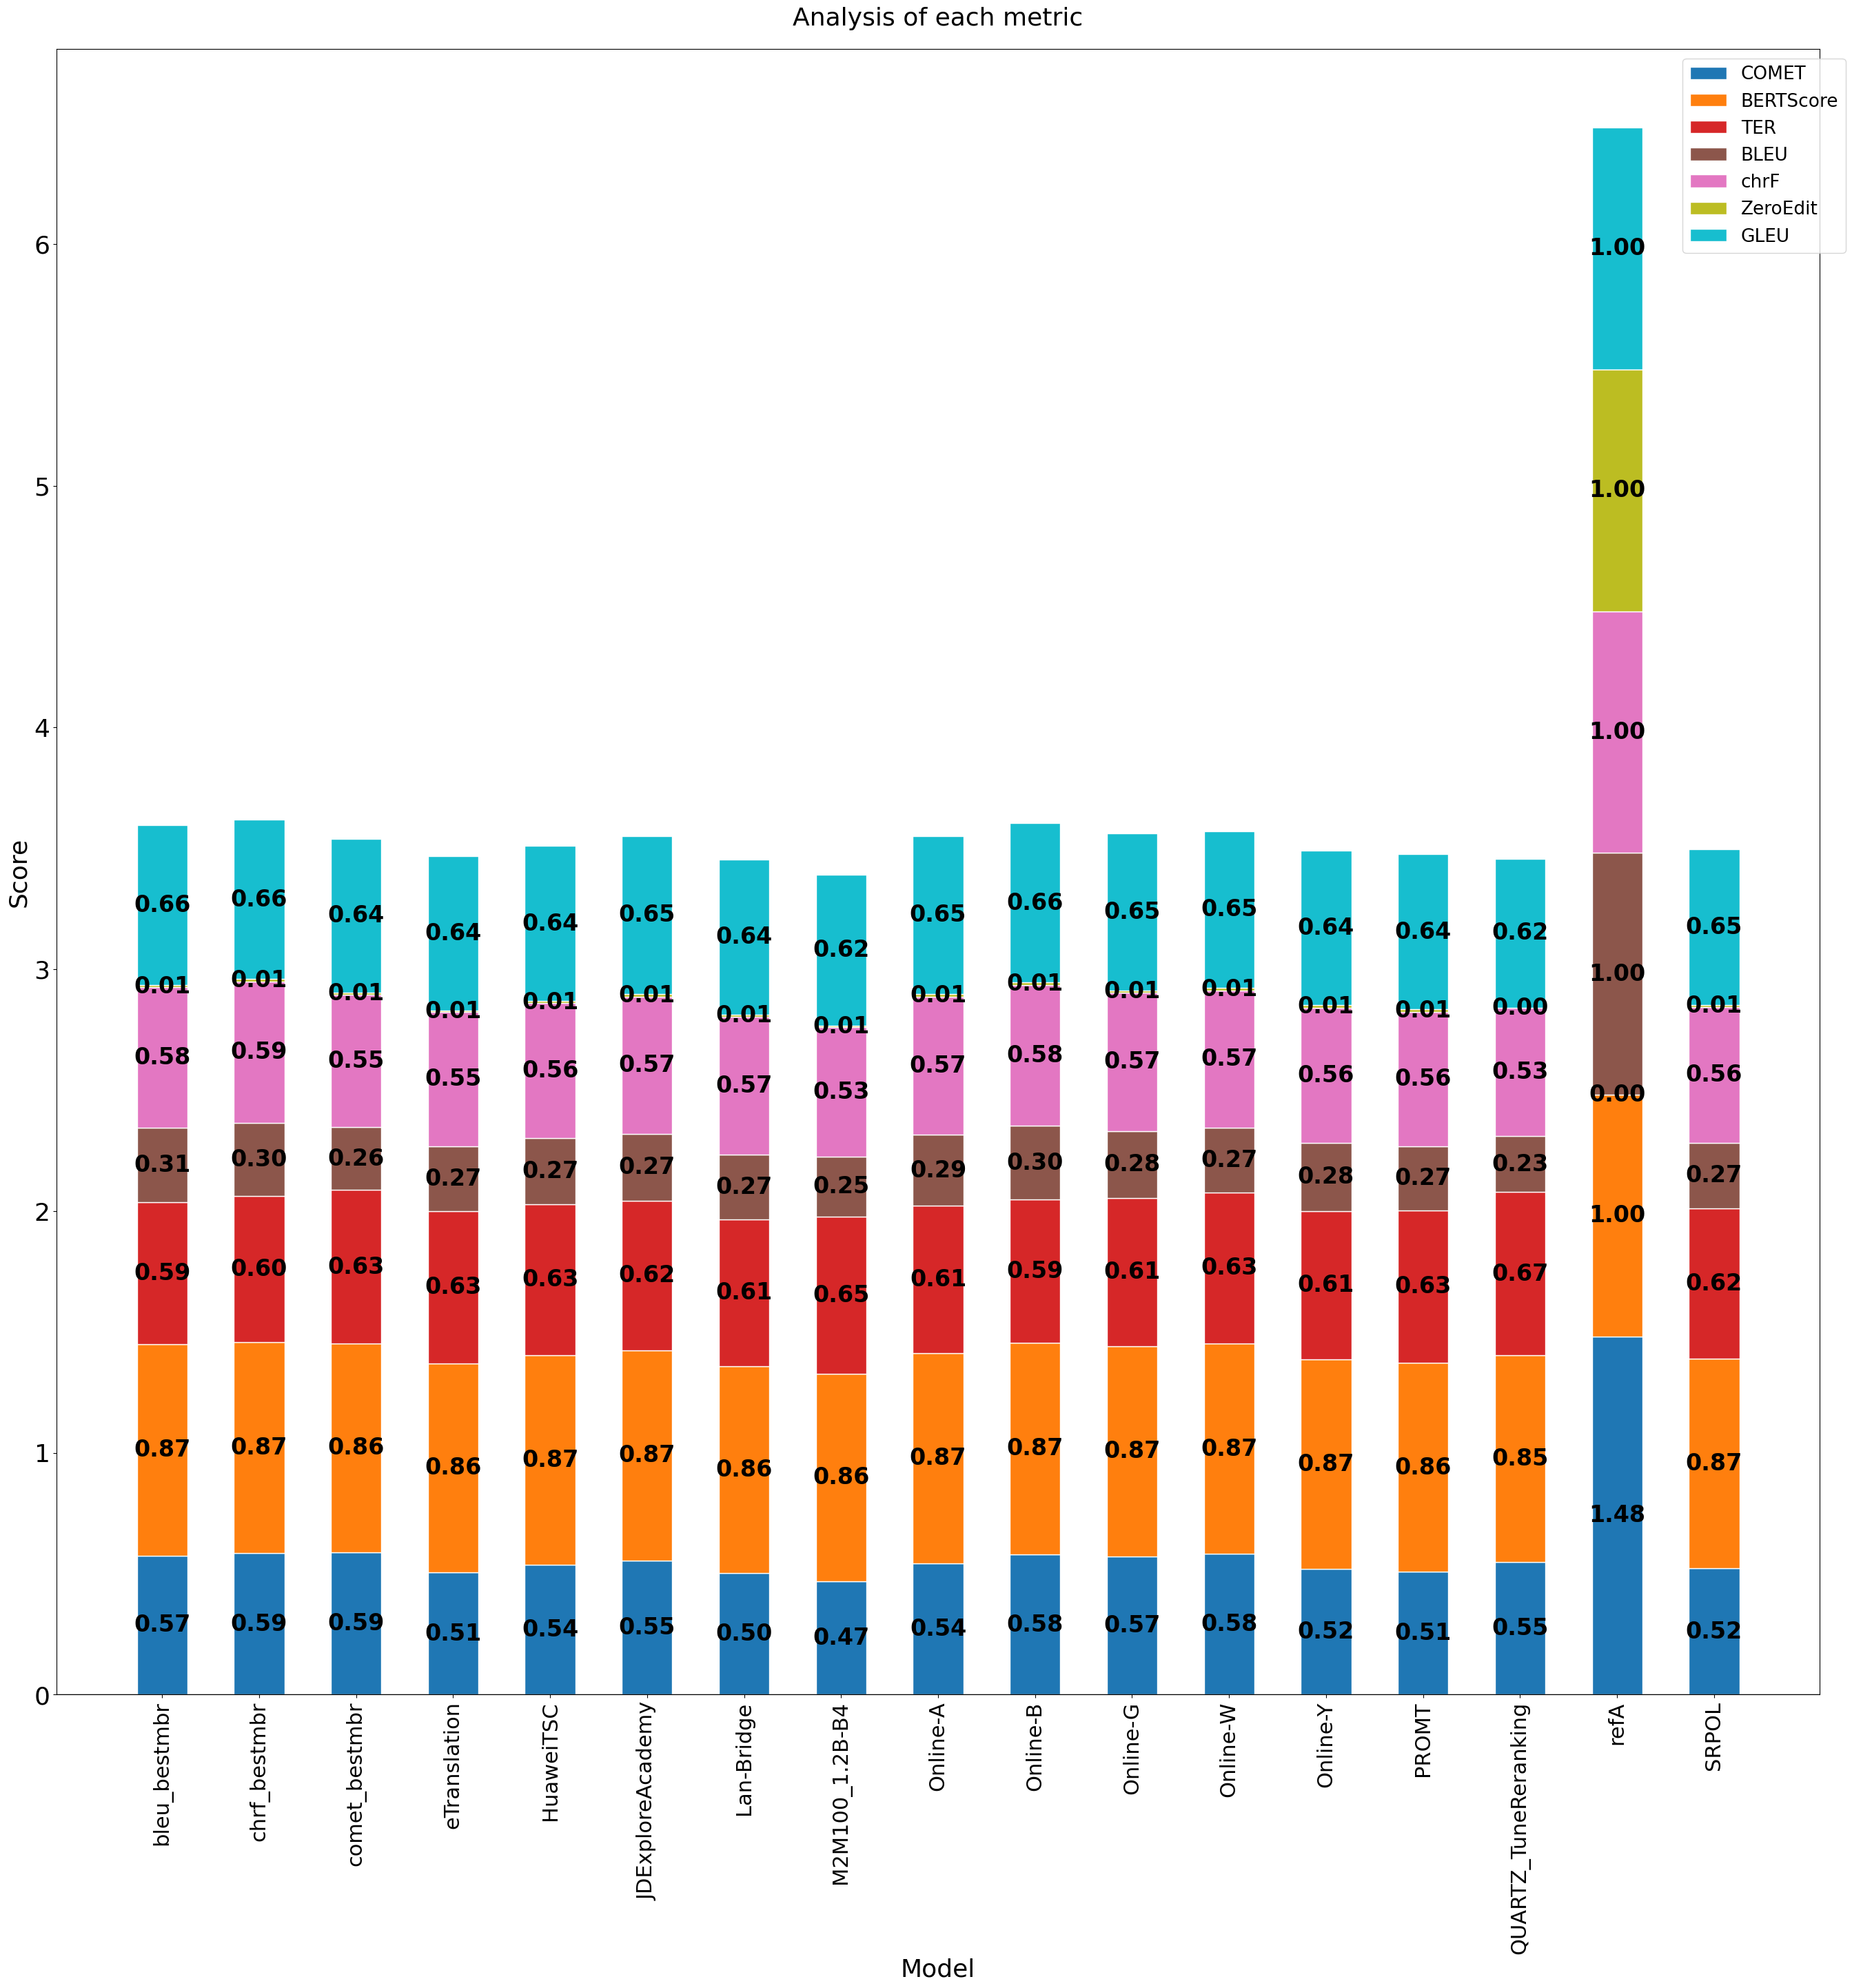 Analysis of each metric
COMET
BERTScore
TER
BLEU
chrF
ZeroEdit
GLEU
Score
6
5
4
3
2
1
0
0.66 0.66 0.64 0.64 0.64 0.65 0.64 0.62 0.65 0.66 0.65 0.65 0.64 0.64 0.62 1.00 0.65
0.01 0.01 0.01 0.01 0.01 0.01 0.01 0.01 0.01 0.01 0.01 0.01 0.01 0.01 0.00 1.00 0.01
0.58 0.59 0.55 0.55 0.56 0.57 0.57 0.53 0.57 0.58 0.57 0.57 0.56 0.56 0.53 1.00 0.56
0.31 0.30 0.26 0.27 0.27 0.27 0.27 0.25 0.29 0.30 0.28 0.27 0.28 0.27 0.23 1.00 0.27
0.59 0.60 0.63 0.63 0.63 0.62 0.61 0.65 0.61 0.59 0.61 0.63 0.61 0.63 0.67 0.00 0.62
0.87 0.87 0.86 0.86 0.87 0.87 0.86 0.86 0.87 0.87 0.87 0.87 0.87 0.86 0.85 1.00 0.87
0.57 0.59 0.59 0.51 0.54 0.55 0.50 0.47 0.54 0.58 0.57 0.58 0.52 0.51 0.55 1.48 0.52
bleu_bestmbr
chrf_bestmbr
comet_bestmbr
eTranslation
HuaweiTSC
JDExploreAcademy
Lan-Bridge
M2M100_1.2B-B4
Online-A
Online-B
Online-G
Online-W
Online-Y
PROMT
QUARTZ_TuneReranking
refA
SRPOL
Model